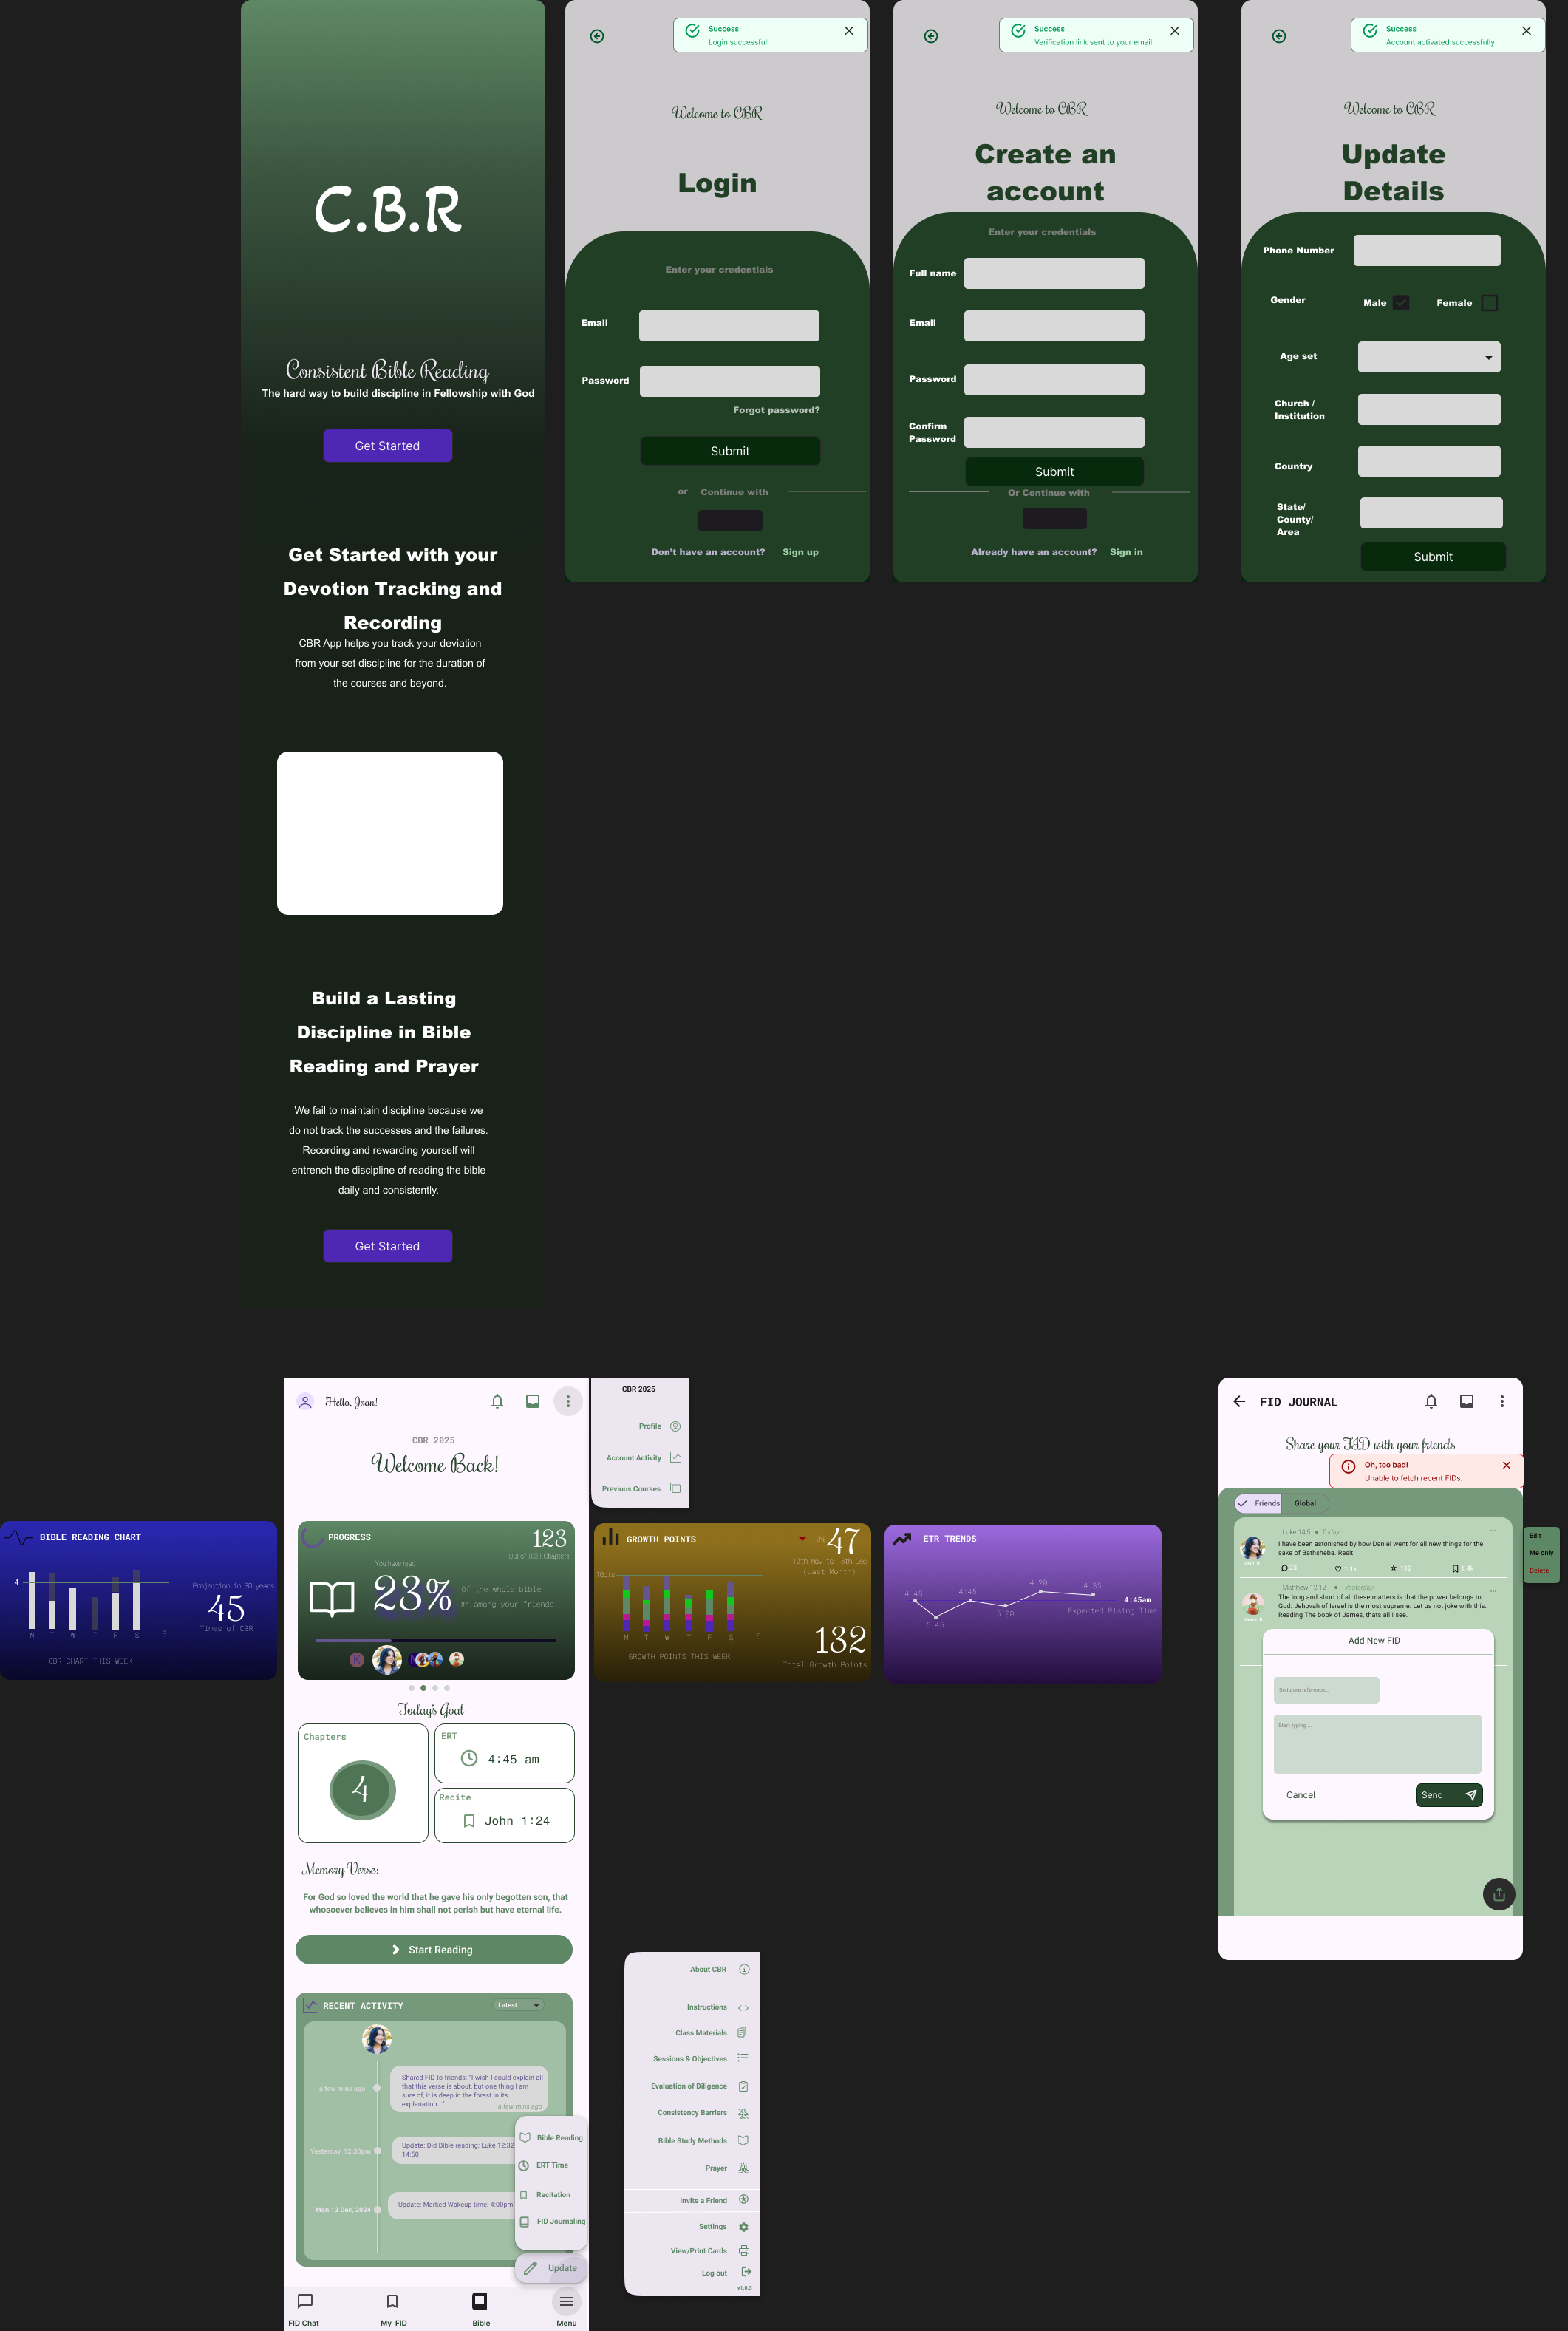 C.B.R
Consistent Bible Reading
The hard way to build discipline in Fellowship with God
Get Started
Get Started with your
Devotion Tracking and
Recording
CBR App helps you track your deviation
from your set discipline for the duration of
the courses and beyond.
Build a Lasting
Discipline in Bible
Reading and Prayer
We fail to maintain discipline because we
do not track the successes and the failures.
Recording and rewarding yourself will
entrench the discipline of reading the bible
daily and consistently.
Get Started
Success
Login successful!
Welcome to CBR
Login
Enter your credentials
Email
Password
Forgot password?
Submit
or Continue with
Don't have an account? Sign up
Success
Verification link sent to your email.
Welcome to CBR
Create an
account
Enter your credentials
Full name
Email
Password
Confirm
Password
Submit
Or Continue with
Already have an account? Sign in
Success
Account activated successfully
Welcome to CBR
Update
Details
Phone Number
Gender
Male
Female
Age set
Church /
Institution
Country
State/
County/
Area
Submit
BIBLE READING CHART
4
Projection in 30 years
45
Times of CBR
M T W T F S S
CBR CHART THIS WEEK
Hello, Joan!
CBR 2025
Welcome Back!
PROGRESS
123
Out of 1821 Chapters
You have read
23%
Of the whole bible
#4 among your friends
K
Today's Goal
Chapters
4
ERT
4:45 am
Recite
John 1:24
Memory Verse:
For God so loved the world that he gave his only begotten son, that
whosoever believes in him shall not perish but have eternal life.
Start Reading
RECENT ACTIVITY
Latest
a few mins ago
Shared FID to friends: "I wish I could explain all
that this verse is about, but one thing I am
sure of, it is deep in the forest in its
explanation..."
a few mins ago
Yesterday, 12:30pm
Update: Did Bible reading: Luke 12:32
14:50
Mon 12 Dec, 2024
Update: Marked Wakeup time: 4:00pm
Bible Reading
ERT Time
Recitation
FID Journaling
Update
FID Chat
My FID
Bible
Menu
CBR 2025
Profile
Account Activity
Previous Courses
GROWTH POINTS
-10%
47
12th Nov to 15th Dec
(Last Month)
10pts
M T W T F S S
GROWTH POINTS THIS WEEK
132
Total Growth Points
ETR TRENDS
4:45
5:45
4:45
5:00
4:20
4:35
4:45am
Expected Rising Time
About CBR
Instructions
Class Materials
Sessions & Objectives
Evaluation of Diligence
Consistency Barriers
Bible Study Methods
Prayer
Invite a Friend
Settings
View/Print Cards
Log out
v1.0.3
FID JOURNAL
Share your FID with your friends
Oh, too bad!
Unable to fetch recent FIDs.
Friends
Global
Luke 14:5 • Today
I have been astonished by how Daniel went for all new things for the
sake of Bathsheba. Resit.
23
1.1k
112
1.4k
Matthew 12:12 • Yesterday
The long and short of all these matters is that the power belongs to
God. Jehovah of Israel is the most supreme. Let us not joke with this.
Reading The book of James, thats all I see.
Edit
Me only
Delete
Add New FID
Scripture reference...
Start typing ...
Cancel
Send